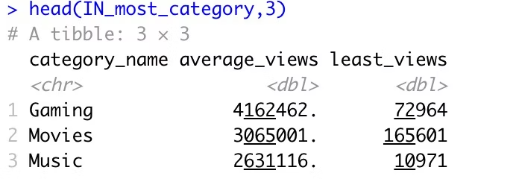 > head(IN_most_category,3)
# A tibble: 3 × 3
category_name average_views least_views
<chr> <dbl> <dbl>
1 Gaming 4162462. 72964
2 Movies 3065001. 165601
3 Music 2631116. 10971